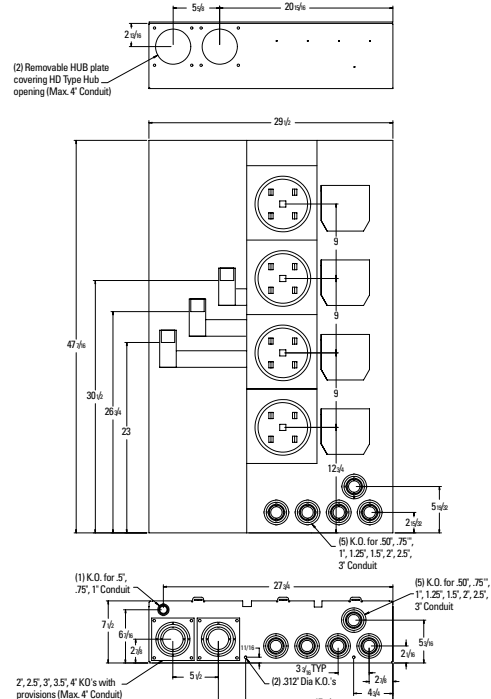 5 5/8
20 15/16
2 13/16
(2) Removable HUB plate
covering HD Type Hub
opening (Max. 4" Conduit)
29 1/2
9
9
9
47 7/16
30 1/2
26 3/4
23
12 3/4
5 19/32
2 15/32
(5) K.O. for .50", .75"",
1", 1.25", 1.5", 2", 2.5",
3" Conduit
(1) K.O. for .5",
.75", 1" Conduit
27 3/4
(5) K.O. for .50", .75"",
1", 1.25", 1.5", 2", 2.5",
3" Conduit
7 1/2
6 3/16
2 3/8
11/16
3 3/16 TYP
5 5/16
2 1/16
2', 2.5', 3', 3.5', 4" KO's with
provisions (Max. 4" Conduit)
5 1/2
(2) .312" Dia K.O.'s
2 7/8
4 3/4